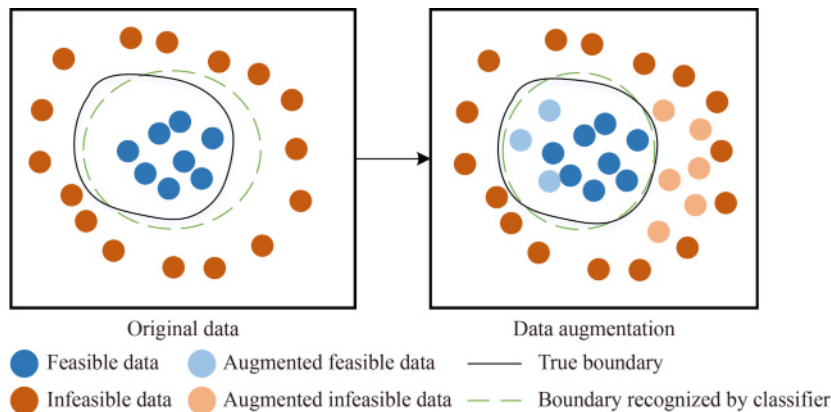 Original data
Data augmentation
Feasible data
Augmented feasible data
True boundary
Infeasible data
Augmented infeasible data
Boundary recognized by classifier